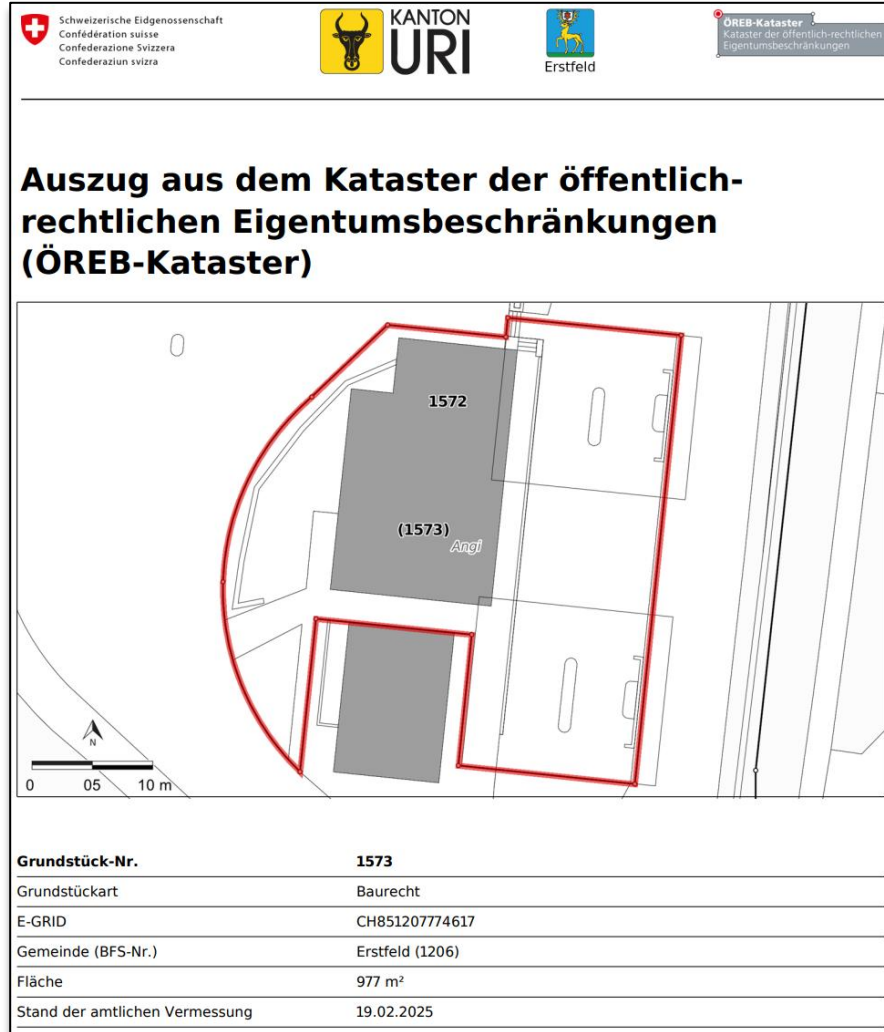 Schweizerische Eidgenossenschaft
Confédération suisse
Confederazione Svizzera
Confederaziun svizra
KANTON
URI
Erstfeld
ÖREB-Kataster
Kataster der öffentlich-rechtlichen
Eigentumsbeschränkungen
Auszug aus dem Kataster der öffentlich-
rechtlichen Eigentumsbeschränkungen
(ÖREB-Kataster)
1572
(1573)
Angi
N
0 05 10 m
Grundstück-Nr. 1573
Grundstückart Baurecht
E-GRID CH851207774617
Gemeinde (BFS-Nr.) Erstfeld (1206)
Fläche 977 m²
Stand der amtlichen Vermessung 19.02.2025